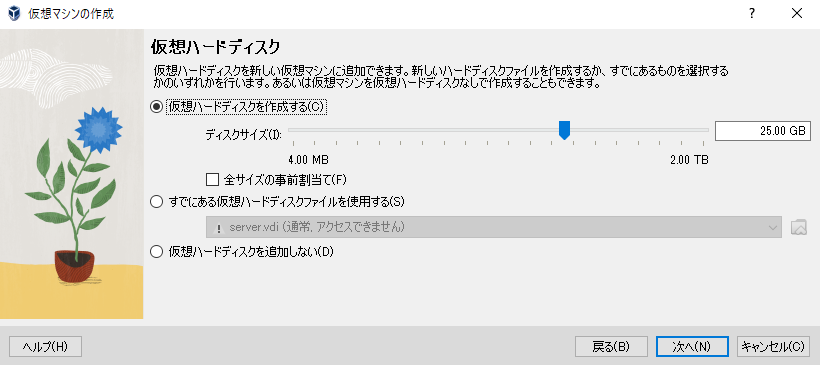 仮想マシンの作成
仮想ハードディスク
仮想ハードディスクを新しい仮想マシンに追加できます。新しいハードディスクファイルを作成するか、すでにあるものを選択する
かのいずれかを行います。あるいは仮想マシンを仮想ハードディスクなしで作成することもできます。
仮想ハードディスクを作成する(C)
ディスクサイズ(I):
25.00 GB
4.00 MB
2.00 TB
全サイズの事前割当て(F)
すでにある仮想ハードディスクファイルを使用する(S)
server.vdi (通常, アクセスできません)
仮想ハードディスクを追加しない(D)
ヘルプ(H)
戻る(B)
次へ(N)
キャンセル(C)